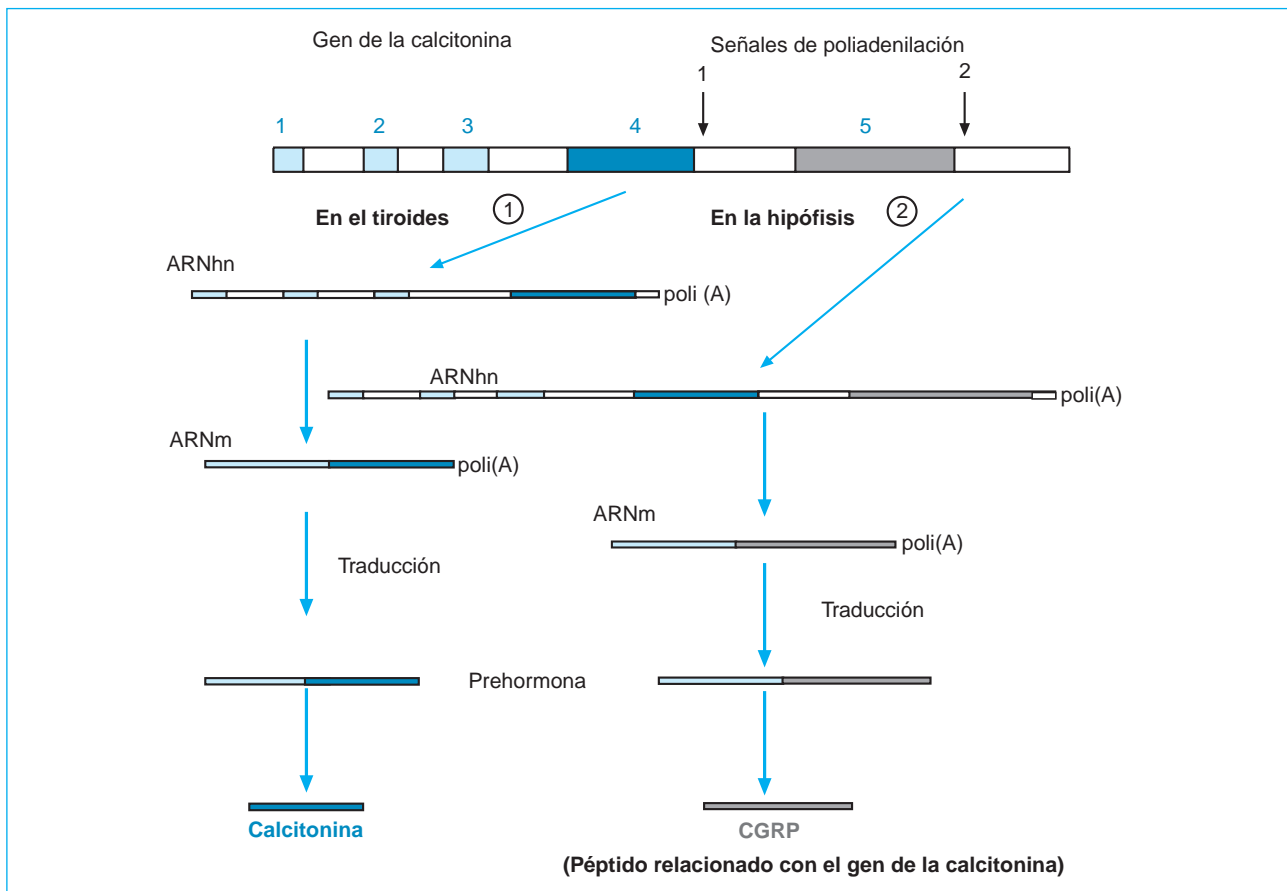 Gen de la calcitonina
Señales de poliadenilación
1
2
1
2
3
4
5
En el tiroides
1
En la hipófisis
2
ARNhn
poli (A)
ARNhn
poli(A)
ARNm
poli(A)
ARNm
poli(A)
Traducción
Traducción
Prehormona
Calcitonina
CGRP
(Péptido relacionado con el gen de la calcitonina)